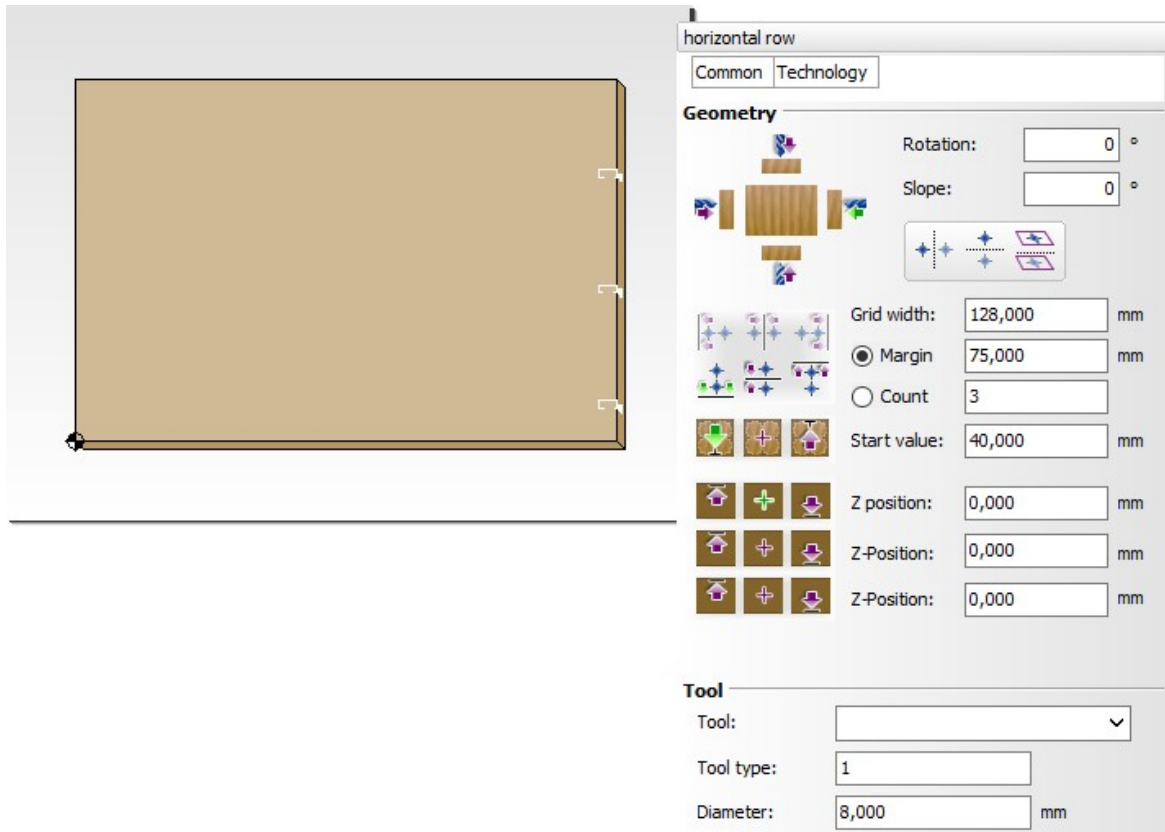 horizontal row
Common Technology
Geometry
Rotation: 0 °
Slope: 0 °
Grid width: 128,000 mm
Margin 75,000 mm
Count 3
Start value: 40,000 mm
Z position: 0,000 mm
Z-Position: 0,000 mm
Z-Position: 0,000 mm
Tool
Tool:
Tool type: 1
Diameter: 8,000 mm